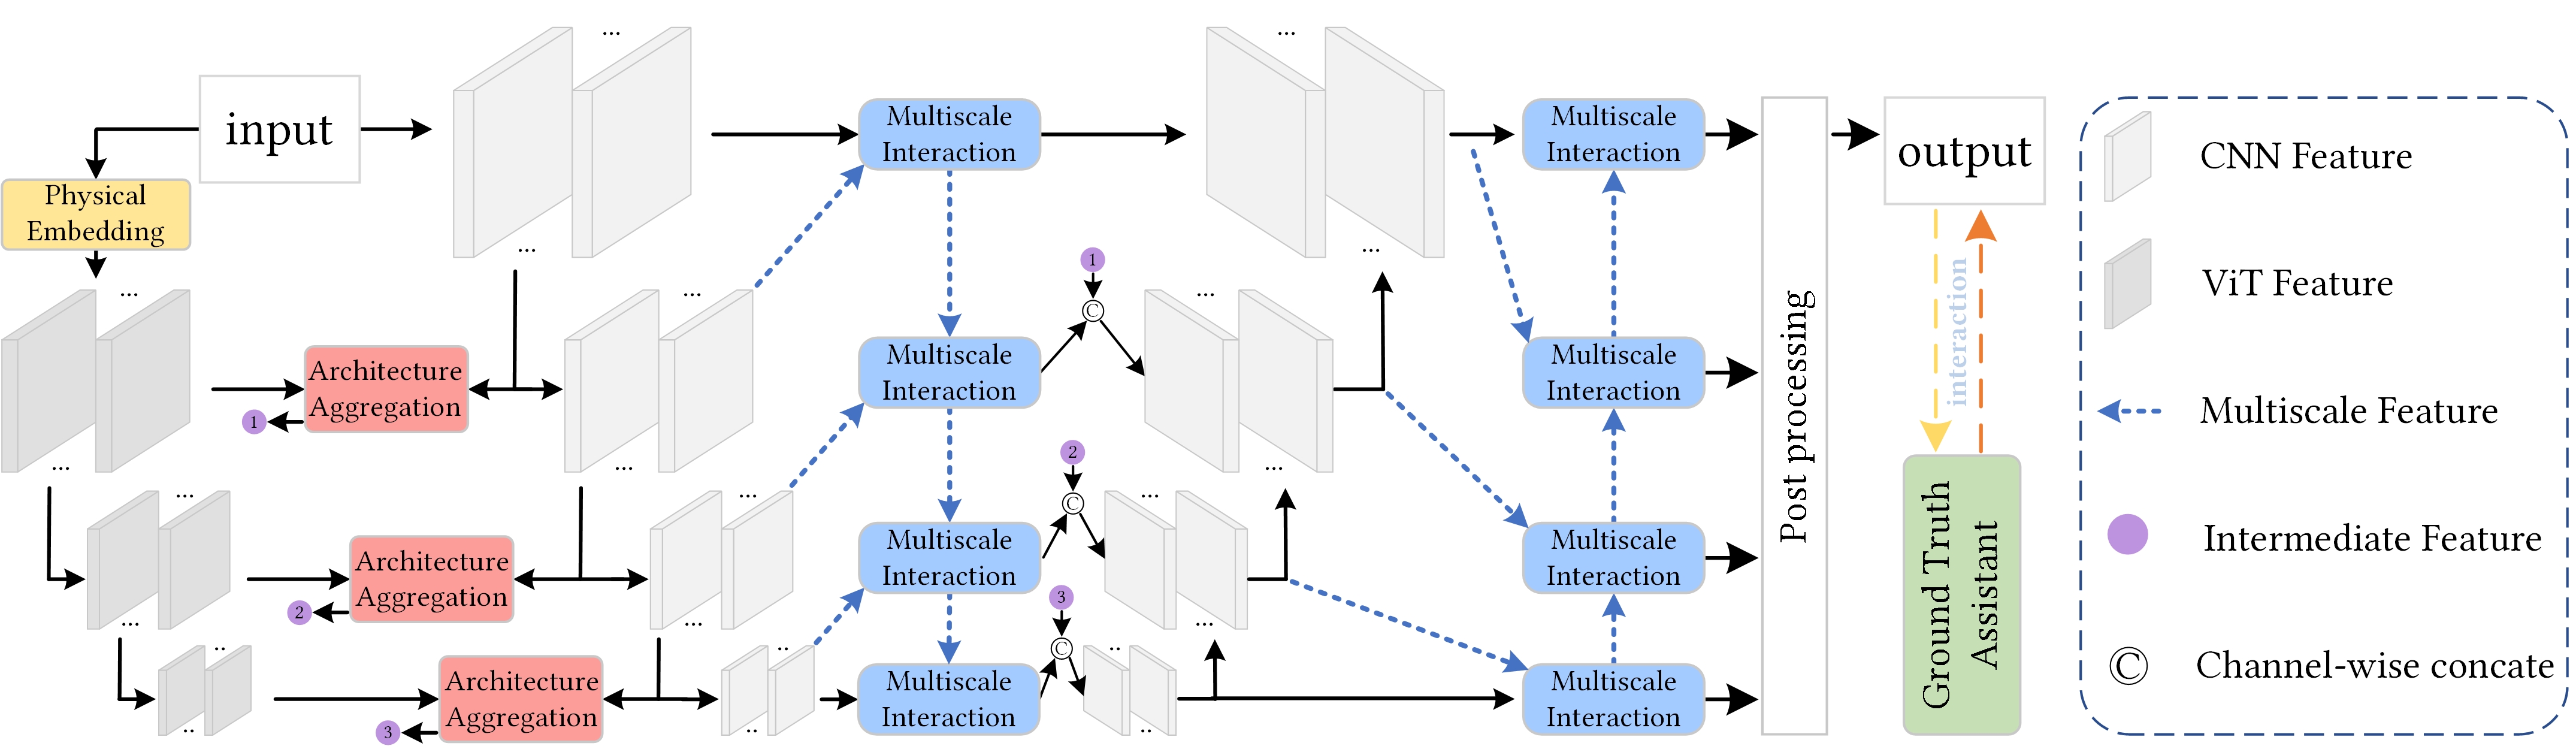 input
Physical
Embedding
...
...
...
...
Architecture
Aggregation
1
...
...
Architecture
Aggregation
2
..
..
Architecture
Aggregation
3
...
...
...
...
..
..
Multiscale
Interaction
Multiscale
Interaction
Multiscale
Interaction
Multiscale
Interaction
1
©
2
©
3
©
...
...
...
...
...
...
..
..
Multiscale
Interaction
Multiscale
Interaction
Multiscale
Interaction
Multiscale
Interaction
Post processing
output
interaction
Ground Truth
Assistant
CNN Feature
ViT Feature
Multiscale Feature
Intermediate Feature
© Channel-wise concate